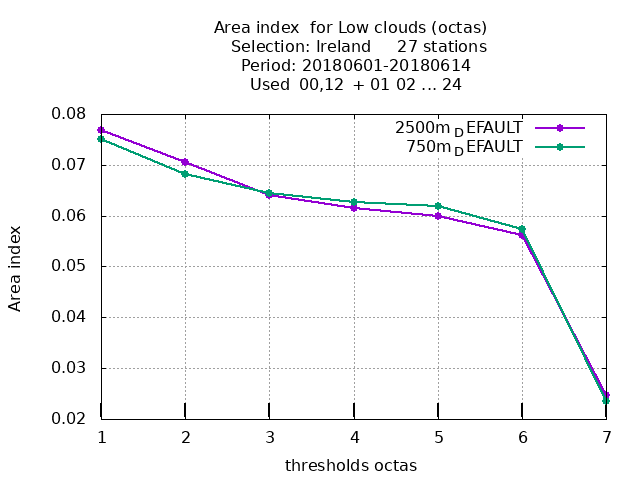 Area index  for Low clouds (octas)
Selection: Ireland     27 stations
Period: 20180601-20180614
Used  00,12  + 01 02 ... 24
2500m_DEFAULT
750m_DEFAULT
0.08
0.07
0.06
0.05
0.04
0.03
0.02
Area index
1 2 3 4 5 6 7
thresholds octas